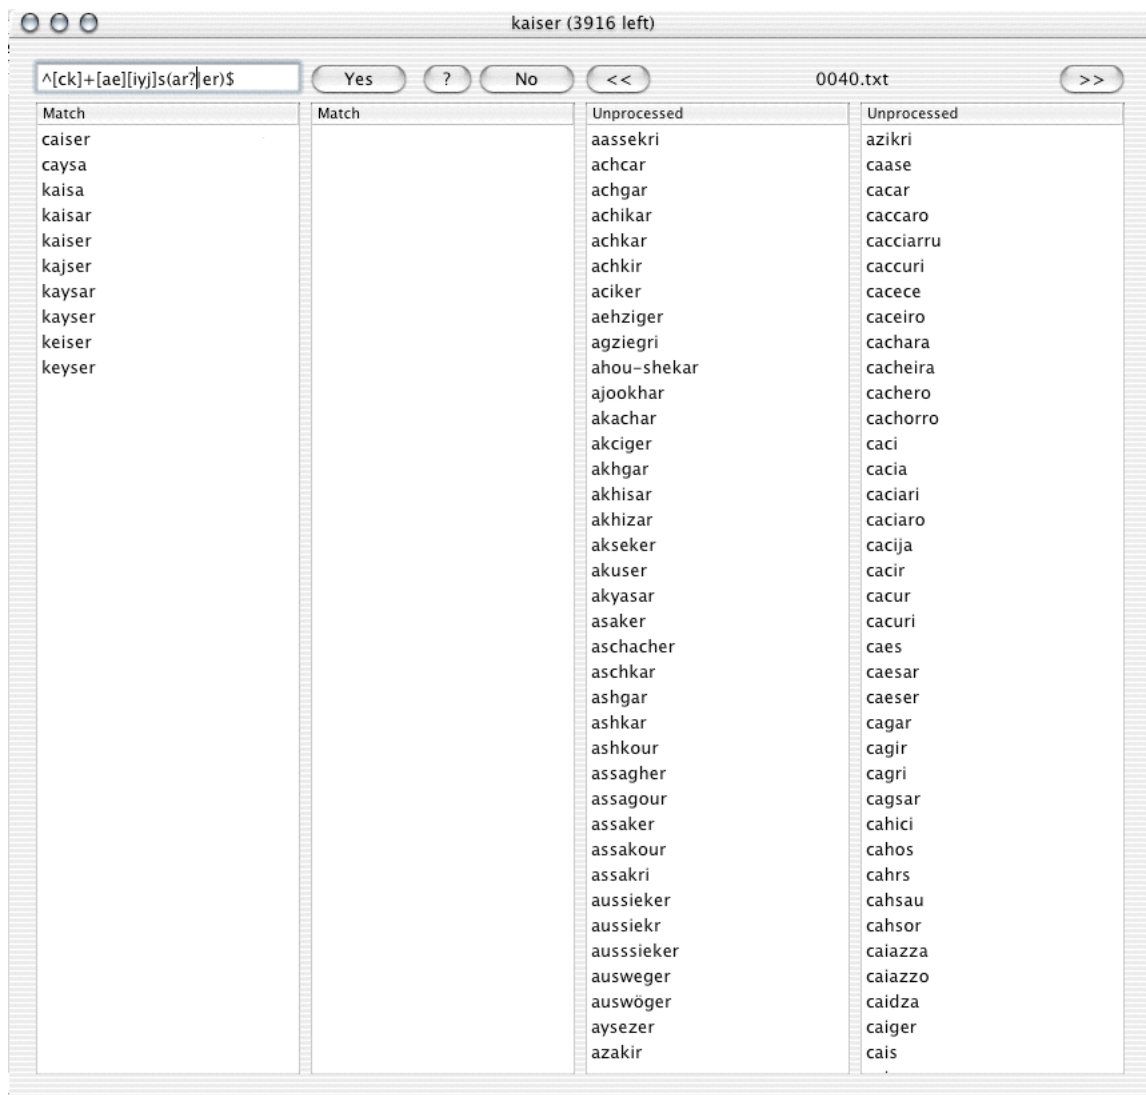 kaiser (3916 left)
^[ck]+[ae][iyj]s(ar?|er)$
Yes
?
No
<<
0040.txt
>>
Match
caiser
caysa
kaisa
kaisar
kaiser
kajser
kaysar
kayser
keiser
keyser
Match
Unprocessed
aassekri
achcar
achgar
achikar
achkar
achkir
aciker
aehziger
agziegri
ahou-shekar
ajookhar
akachar
akciger
akhgar
akhisar
akhizar
akseker
akuser
akyasar
asaker
aschacher
aschkar
ashgar
ashkar
ashkour
assagher
assagour
assaker
assakour
assakri
aussieker
aussiekr
ausssieker
ausweger
auswöger
aysezer
azakir
Unprocessed
azikri
caase
cacar
caccaro
cacciarru
caccuri
cacece
caceiro
cachara
cacheira
cachero
cachorro
caci
cacia
caciari
caciaro
cacija
cacir
cacur
cacuri
caes
caesar
caeser
cagar
cagir
cagri
cagsar
cahici
cahos
cahrs
cahsau
cahsor
caiazza
caiazzo
caidza
caiger
cais